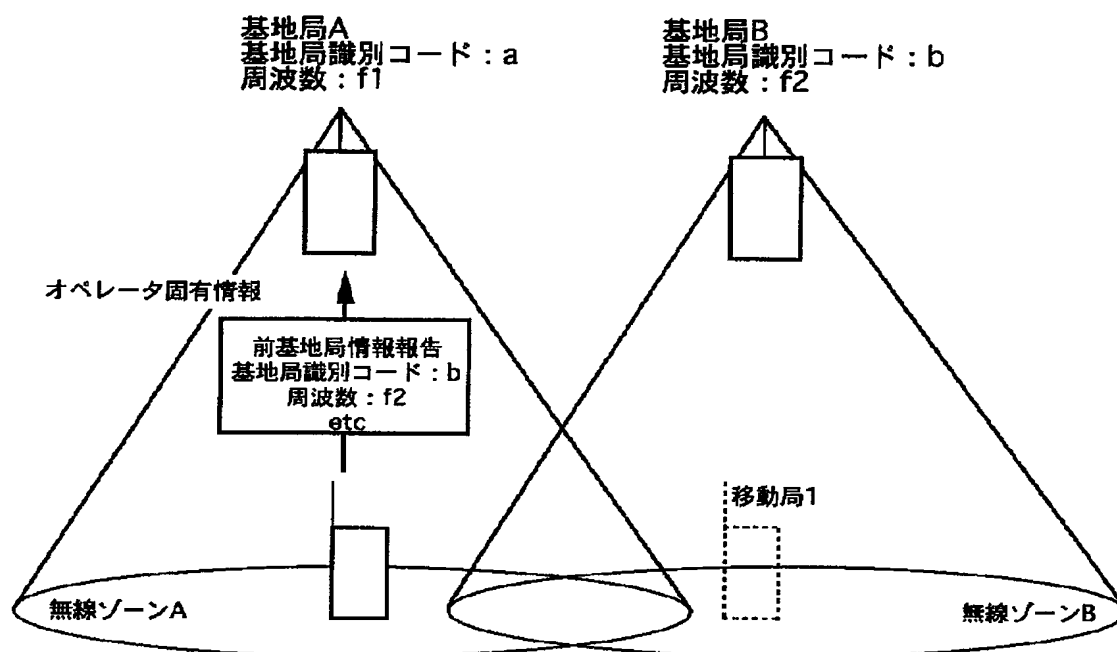 基地局A
基地局識別コード：a
周波数：f1
基地局B
基地局識別コード：b
周波数：f2
オペレータ固有情報
前基地局情報報告
基地局識別コード：b
周波数：f2
etc
移動局1
無線ゾーンA
無線ゾーンB